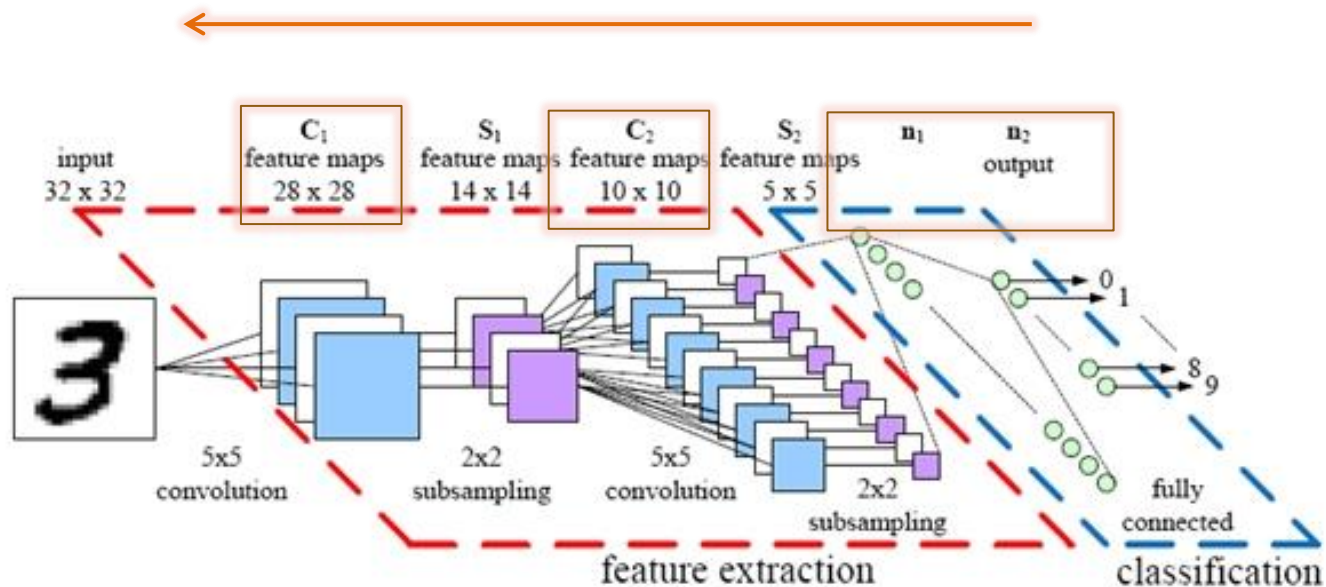 input
32 x 32
C₁
feature maps
28 x 28
S₁
feature maps
14 x 14
C₂
feature maps
10 x 10
S₂
feature maps
5 x 5
n₁
n₂
output
3
0
1
8
9
5x5
convolution
2x2
subsampling
5x5
convolution
2x2
subsampling
fully
connected
feature extraction
classification